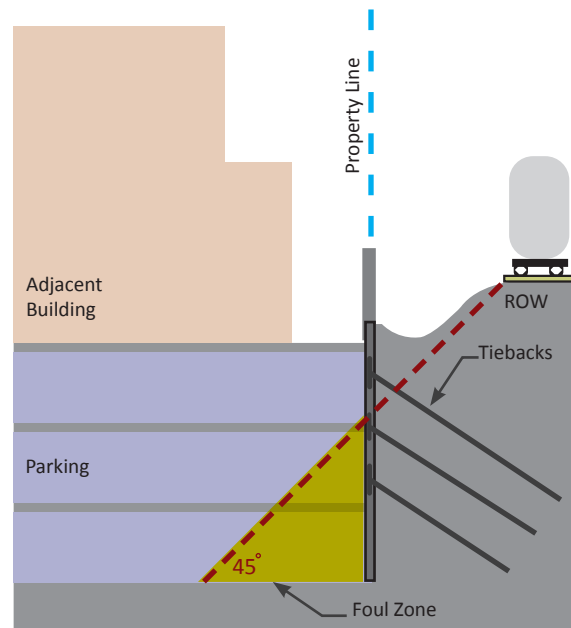 Property Line
Adjacent
Building
ROW
Tiebacks
Parking
45°
Foul Zone